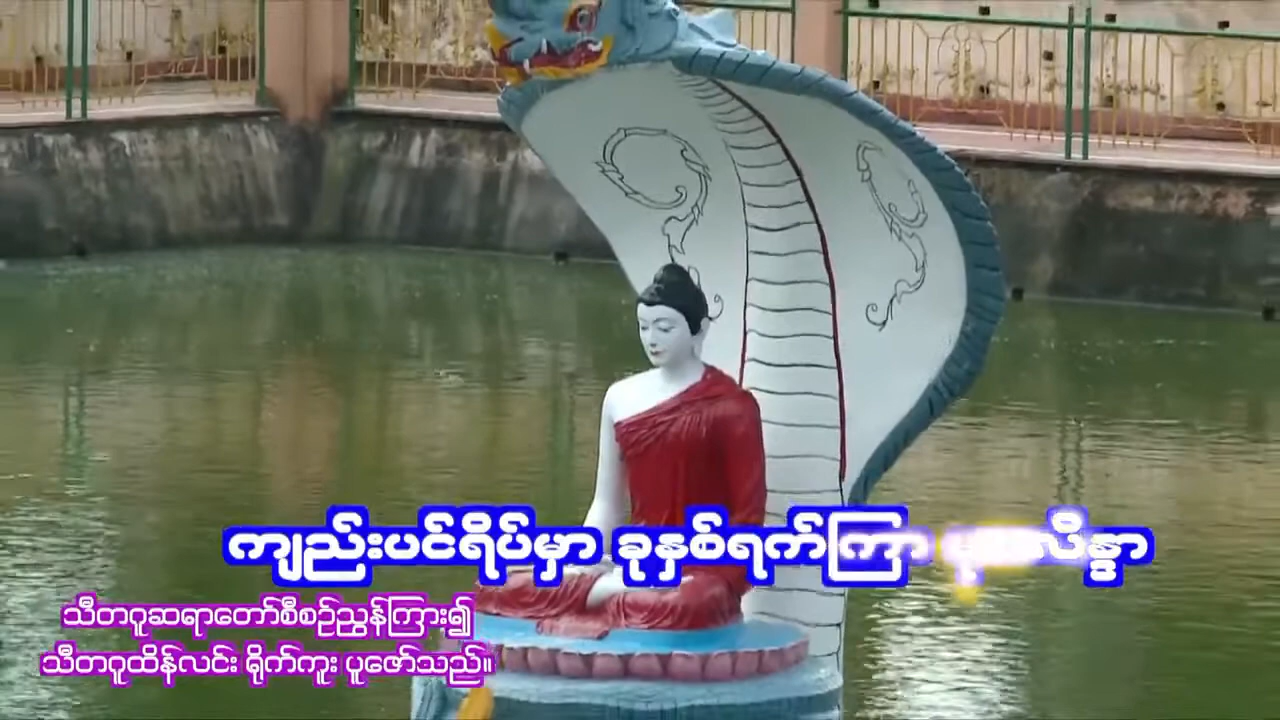 ကျည်းပင်ရိပ်မှာ ခုနှစ်ရက်ကြာ
သီတဂူဆရာတော်စီစဉ်ညွှန်ကြား၍
သီတဂူထိန်လင်း ရိုက်ကူး ပူဇော်သည်။